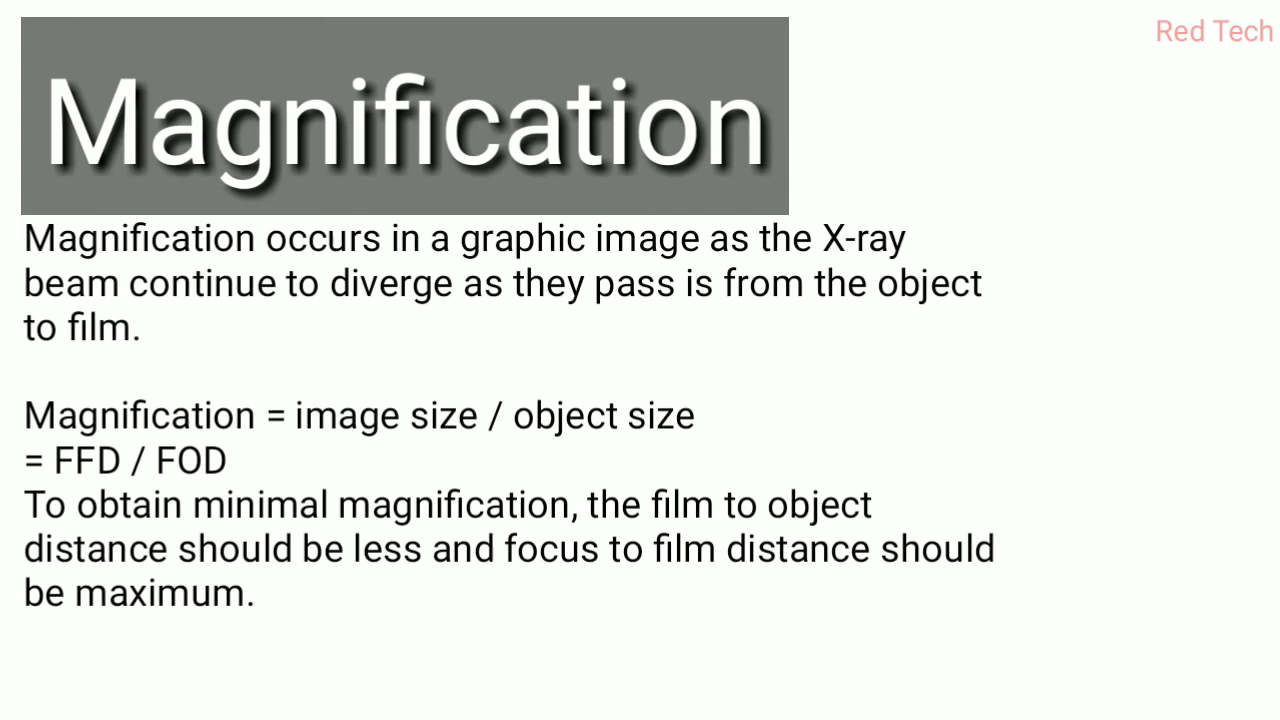 Red Tech
Magnification
Magnification occurs in a graphic image as the X-ray
beam continue to diverge as they pass is from the object
to film.
Magnification = image size / object size
= FFD / FOD
To obtain minimal magnification, the film to object
distance should be less and focus to film distance should
be maximum.